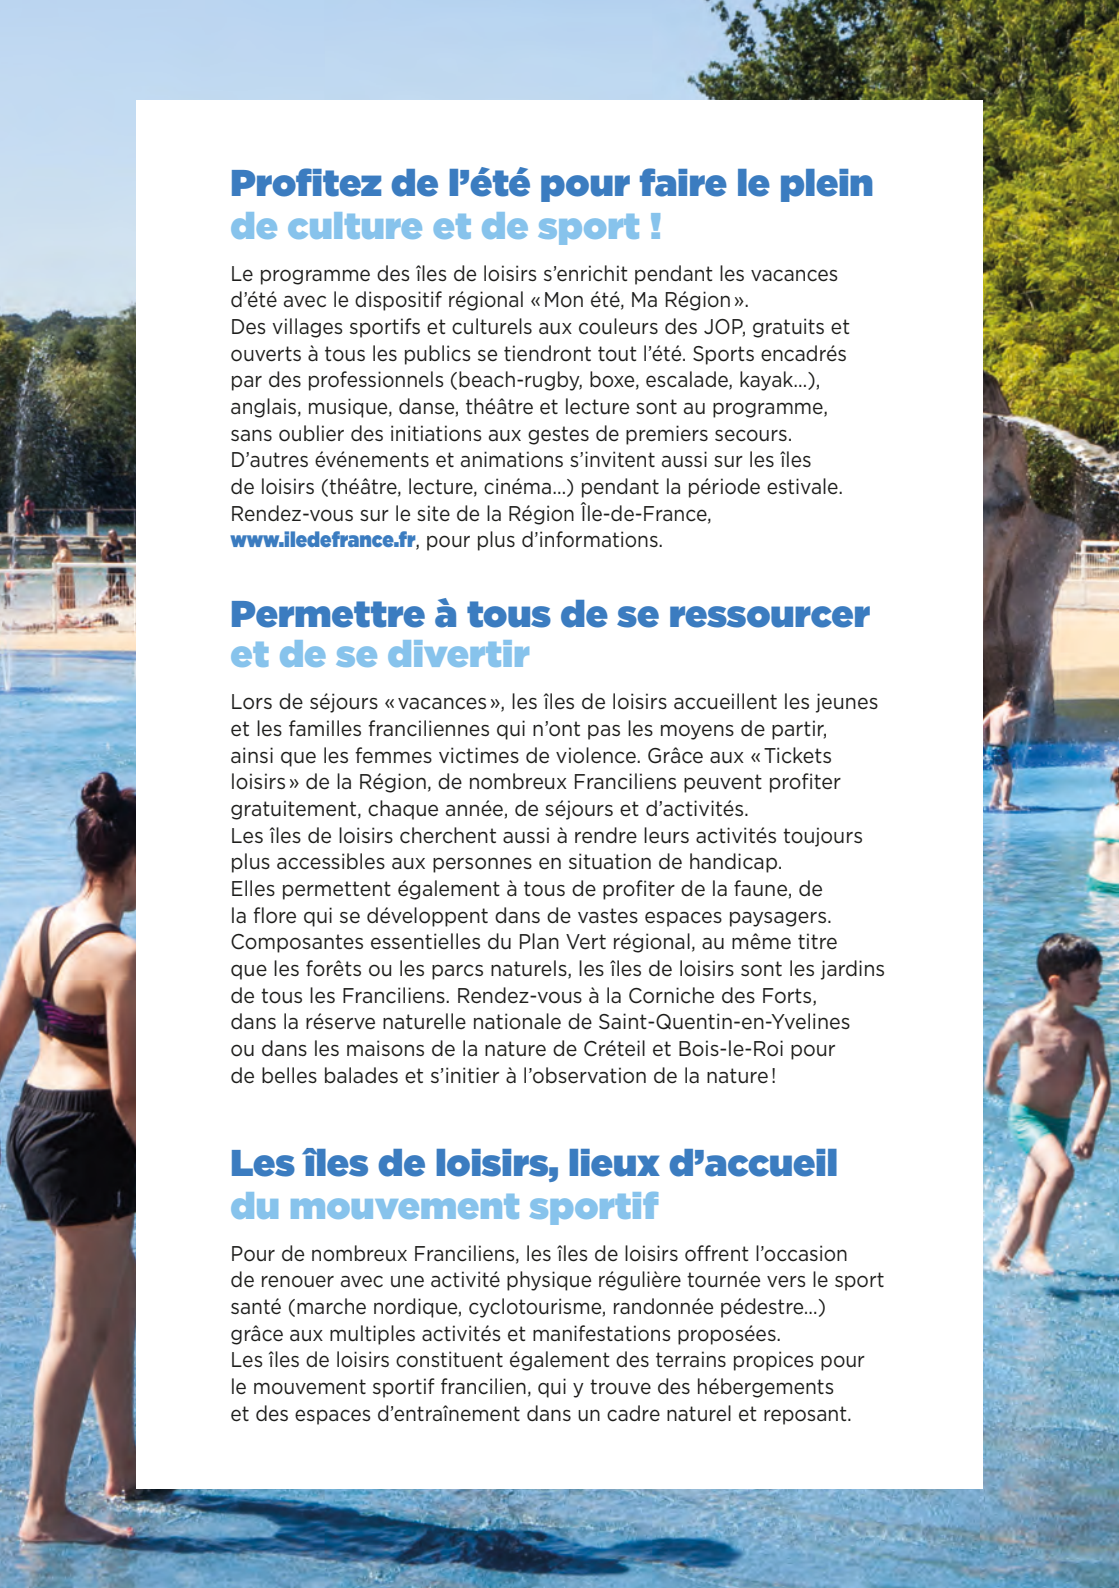 Profitez de l’été pour faire le plein
de culture et de sport !
Le programme des îles de loisirs s’enrichit pendant les vacances
d’été avec le dispositif régional « Mon été, Ma Région ».
Des villages sportifs et culturels aux couleurs des JOP, gratuits et
ouverts à tous les publics se tiendront tout l’été. Sports encadrés
par des professionnels (beach-rugby, boxe, escalade, kayak…),
anglais, musique, danse, théâtre et lecture sont au programme,
sans oublier des initiations aux gestes de premiers secours.
D’autres événements et animations s’invitent aussi sur les îles
de loisirs (théâtre, lecture, cinéma…) pendant la période estivale.
Rendez-vous sur le site de la Région Île-de-France,
www.iledefrance.fr, pour plus d’informations.
Permettre à tous de se ressourcer
et de se divertir
Lors de séjours « vacances », les îles de loisirs accueillent les jeunes
et les familles franciliennes qui n’ont pas les moyens de partir,
ainsi que les femmes victimes de violence. Grâce aux « Tickets
loisirs » de la Région, de nombreux Franciliens peuvent profiter
gratuitement, chaque année, de séjours et d’activités.
Les îles de loisirs cherchent aussi à rendre leurs activités toujours
plus accessibles aux personnes en situation de handicap.
Elles permettent également à tous de profiter de la faune, de
la flore qui se développent dans de vastes espaces paysagers.
Composantes essentielles du Plan Vert régional, au même titre
que les forêts ou les parcs naturels, les îles de loisirs sont les jardins
de tous les Franciliens. Rendez-vous à la Corniche des Forts,
dans la réserve naturelle nationale de Saint-Quentin-en-Yvelines
ou dans les maisons de la nature de Créteil et Bois-le-Roi pour
de belles balades et s’initier à l’observation de la nature !
Les îles de loisirs, lieux d’accueil
du mouvement sportif
Pour de nombreux Franciliens, les îles de loisirs offrent l’occasion
de renouer avec une activité physique régulière tournée vers le sport
santé (marche nordique, cyclotourisme, randonnée pédestre…)
grâce aux multiples activités et manifestations proposées.
Les îles de loisirs constituent également des terrains propices pour
le mouvement sportif francilien, qui y trouve des hébergements
et des espaces d’entraînement dans un cadre naturel et reposant.